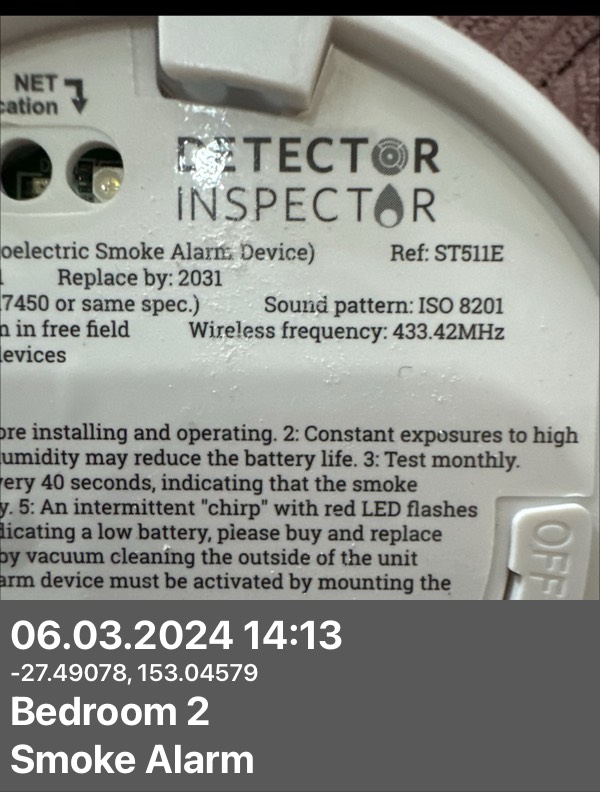 NET
cation
DETECTOR
INSPECTOR
oelectric Smoke Alarm Device) Ref: ST511E
Replace by: 2031
7450 or same spec.) Sound pattern: ISO 8201
in free field Wireless frequency: 433.42MHz
evices
ore installing and operating. 2: Constant exposures to high
umidity may reduce the battery life. 3: Test monthly.
ery 40 seconds, indicating that the smoke
y. 5: An intermittent "chirp" with red LED flashes
dicating a low battery, please buy and replace
by vacuum cleaning the outside of the unit
arm device must be activated by mounting the
OFF
06.03.2024 14:13
-27.49078, 153.04579
Bedroom 2
Smoke Alarm